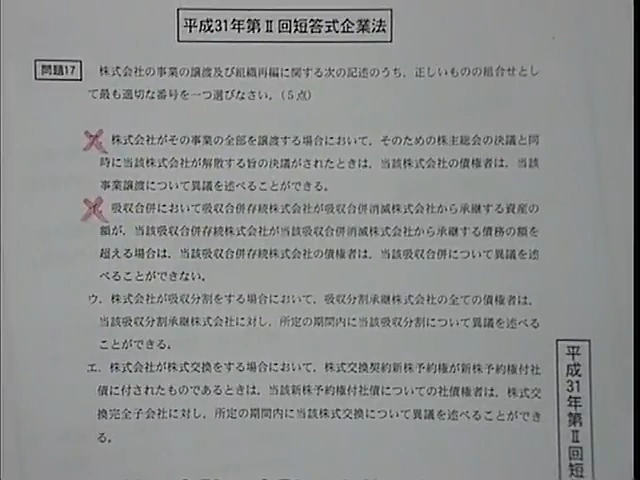 平成31年第Ⅱ回短答式企業法
問題17 株式会社の事業の譲渡及び組織再編に関する次の記述のうち，正しいものの組合せとし
て最も適切な番号を一つ選びなさい。（5点）
株式会社がその事業の全部を譲渡する場合において，そのための株主総会の決議と同
時に当該株式会社が解散する旨の決議がされたときは，当該株式会社の債権者は，当該
事業譲渡について異議を述べることができる。
吸収合併において吸収合併存続株式会社が吸収合併消滅株式会社から承継する資産の
額が，当該吸収合併存続株式会社が当該吸収合併消滅株式会社から承継する債務の額を
超える場合は，当該吸収合併存続株式会社の債権者は，当該吸収合併について異議を述
べることができない。
ウ．株式会社が吸収分割をする場合において，吸収分割承継株式会社の全ての債権者は，
当該吸収分割承継株式会社に対し，所定の期間内に当該吸収分割について異議を述べる
ことができる。
エ．株式会社が株式交換をする場合において，株式交換契約新株予約権が新株予約権付社
債に付されたものであるときは，当該新株予約権付社債についての社債権者は，株式交
換完全子会社に対し，所定の期間内に当該株式交換について異議を述べることができ
る。
平成31年第Ⅱ回短